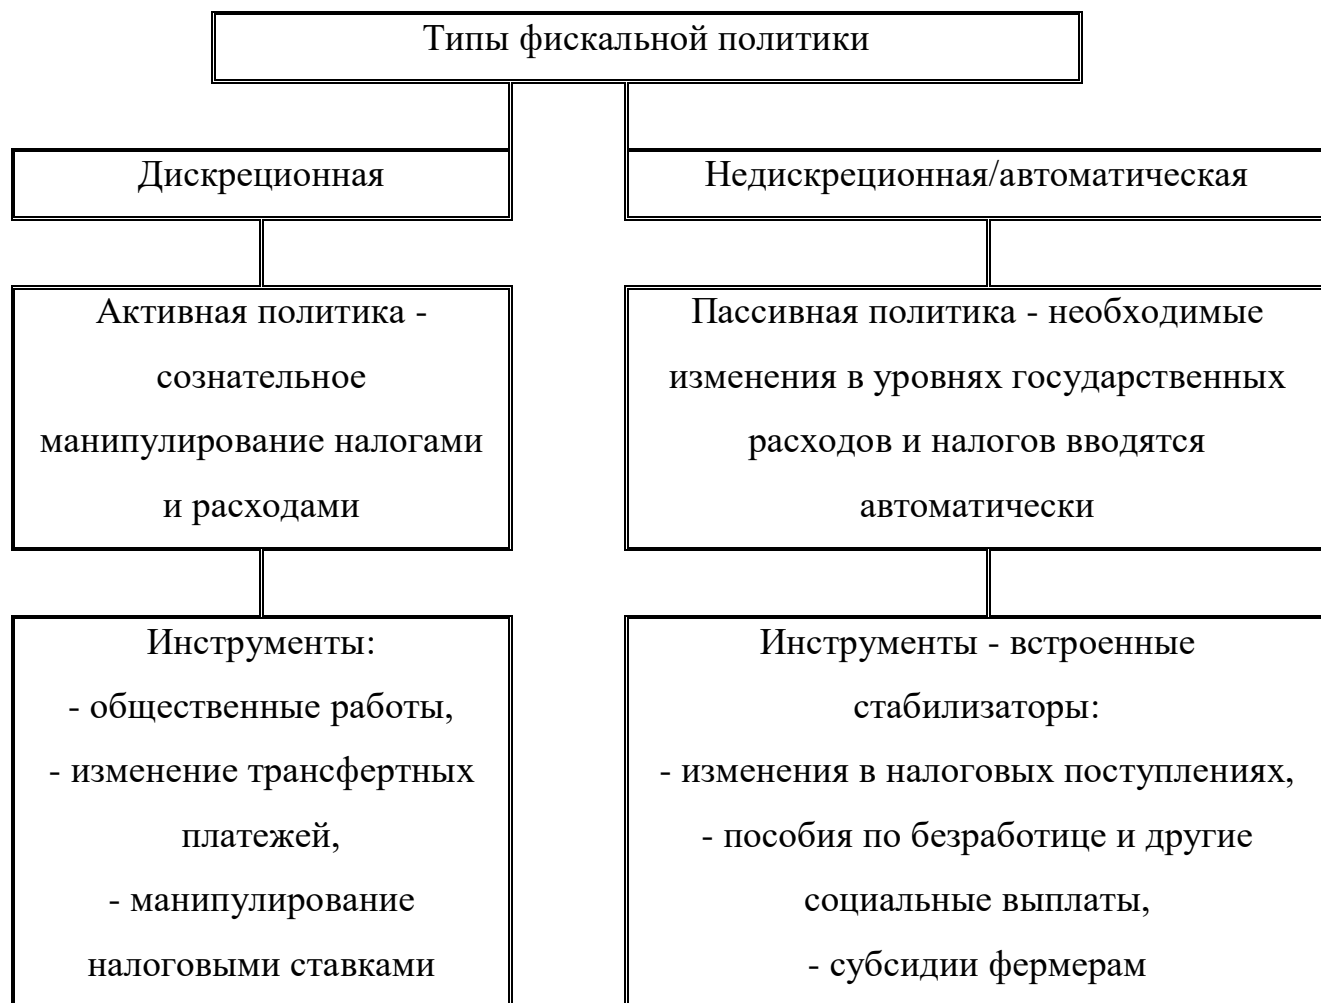 Типы фискальной политики
Дискреционная
Недискреционная/автоматическая
Активная политика -
сознательное
манипулирование налогами
и расходами
Пассивная политика - необходимые
изменения в уровнях государственных
расходов и налогов вводятся
автоматически
Инструменты:
- общественные работы,
- изменение трансфертных
платежей,
- манипулирование
налоговыми ставками
Инструменты - встроенные
стабилизаторы:
- изменения в налоговых поступлениях,
- пособия по безработице и другие
социальные выплаты,
- субсидии фермерам